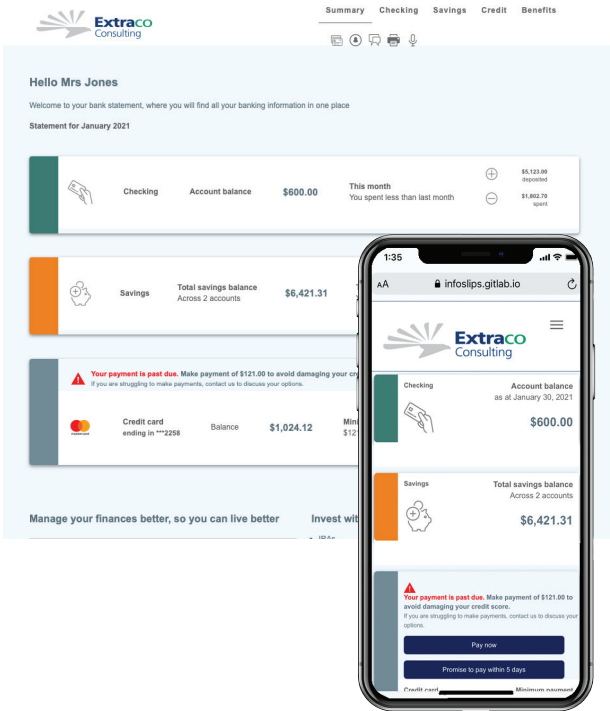 Extraco
Consulting
Summary Checking Savings Credit Benefits
Hello Mrs Jones
Welcome to your bank statement, where you will find all your banking information in one place
Statement for January 2021
Checking
Account balance
$600.00
This month
You spent less than last month
$5,123.00
deposited
$1,802.70
spent
Savings
Total savings balance
Across 2 accounts
$6,421.31
Your payment is past due. Make payment of $121.00 to avoid damaging your
If you are struggling to make payments, contact us to discuss your options.
Credit card
ending in ***2258
Balance
$1,024.12
Manage your finances better, so you can live better
Invest wit
IRAs
1:35
AA
infoslips.gitlab.io
Extraco
Consulting
Checking
Account balance
as at January 30, 2021
$600.00
Savings
Total savings balance
Across 2 accounts
$6,421.31
Your payment is past due. Make payment of $121.00 to
avoid damaging your credit score.
If you are struggling to make payments, contact us to discuss your
options.
Pay now
Promise to pay within 5 days
Credit card
Minimum payment